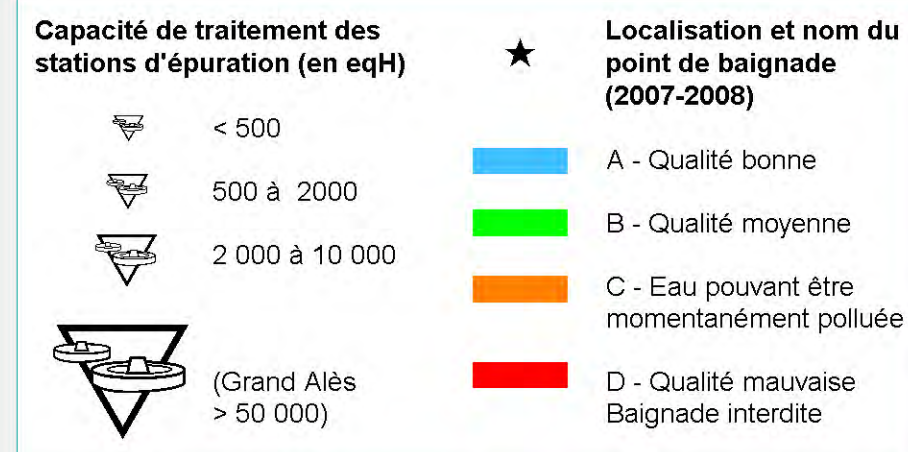 Capacité de traitement des
stations d'épuration (en eqH)
< 500
500 à 2000
2 000 à 10 000
(Grand Alès
> 50 000)
Localisation et nom du
point de baignade
(2007-2008)
A - Qualité bonne
B - Qualité moyenne
C - Eau pouvant être
momentanément polluée
D - Qualité mauvaise
Baignade interdite